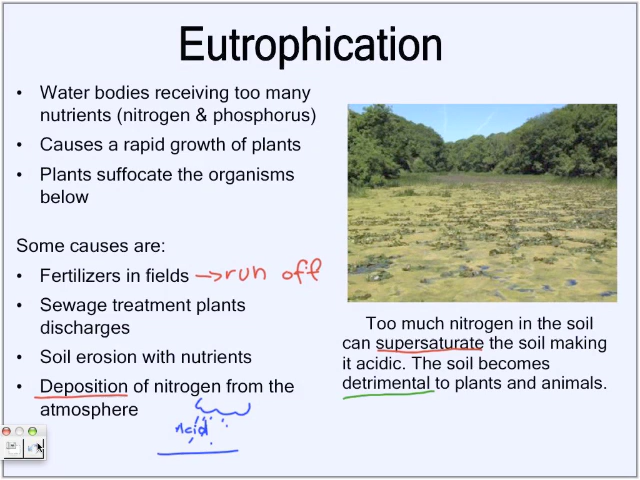 Eutrophication
• Water bodies receiving too many
nutrients (nitrogen & phosphorus)
• Causes a rapid growth of plants
• Plants suffocate the organisms
below
Some causes are:
• Fertilizers in fields → run off
• Sewage treatment plants
discharges
• Soil erosion with nutrients
• Deposition of nitrogen from the
atmosphere
Acid
Too much nitrogen in the soil
can supersaturate the soil making
it acidic. The soil becomes
detrimental to plants and animals.